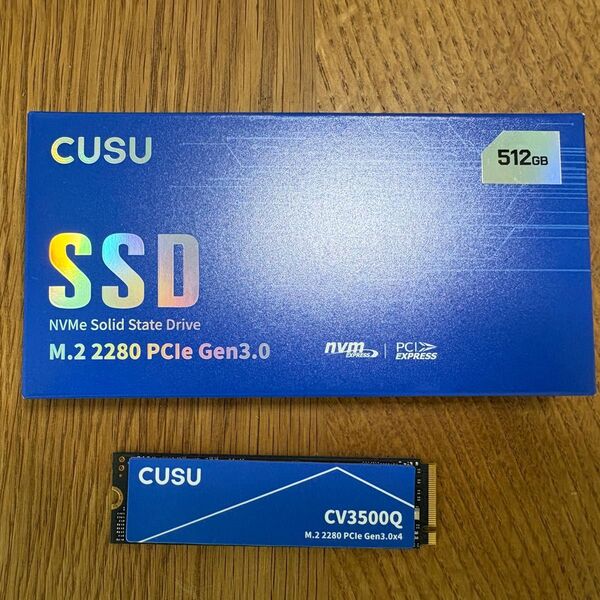 CUSU
512GB
SSD
NVMe Solid State Drive
M.2 2280 PCIe Gen3.0
nvm
EXPRESS
PCI
EXPRESS
CUSU
CV3500Q
M.2 2280 PCIe Gen3.0x4